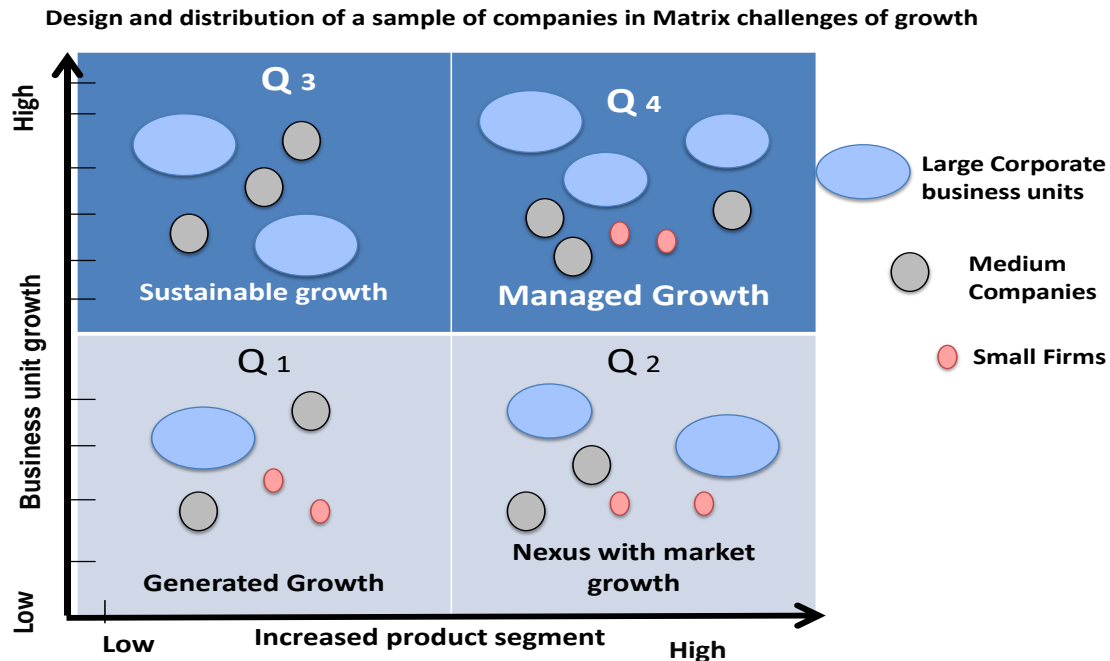 Design and distribution of a sample of companies in Matrix challenges of growth
High
Business unit growth
Low
Q 3
Sustainable growth
Q 4
Managed Growth
Q 1
Generated Growth
Q 2
Nexus with market
growth
Low
Increased product segment
High
Large Corporate
business units
Medium
Companies
Small Firms